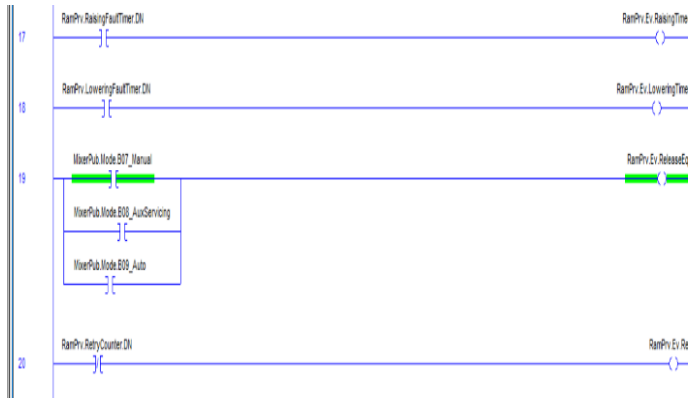 RamPrv.RaisingFaultTimer.DN
RamPrv.Ev.RaisingTime
17
RamPrv.LoweringFaultTimer.DN
RamPrv.Ev.LoweringTime
18
MixerPub.Mode.B07_Manual
RamPrv.Ev.ReleaseEq
19
MixerPub.Mode.B08_AuxServicing
MixerPub.Mode.B09_Auto
RamPrv.RetryCounter.DN
RamPrv.Ev.Re
20